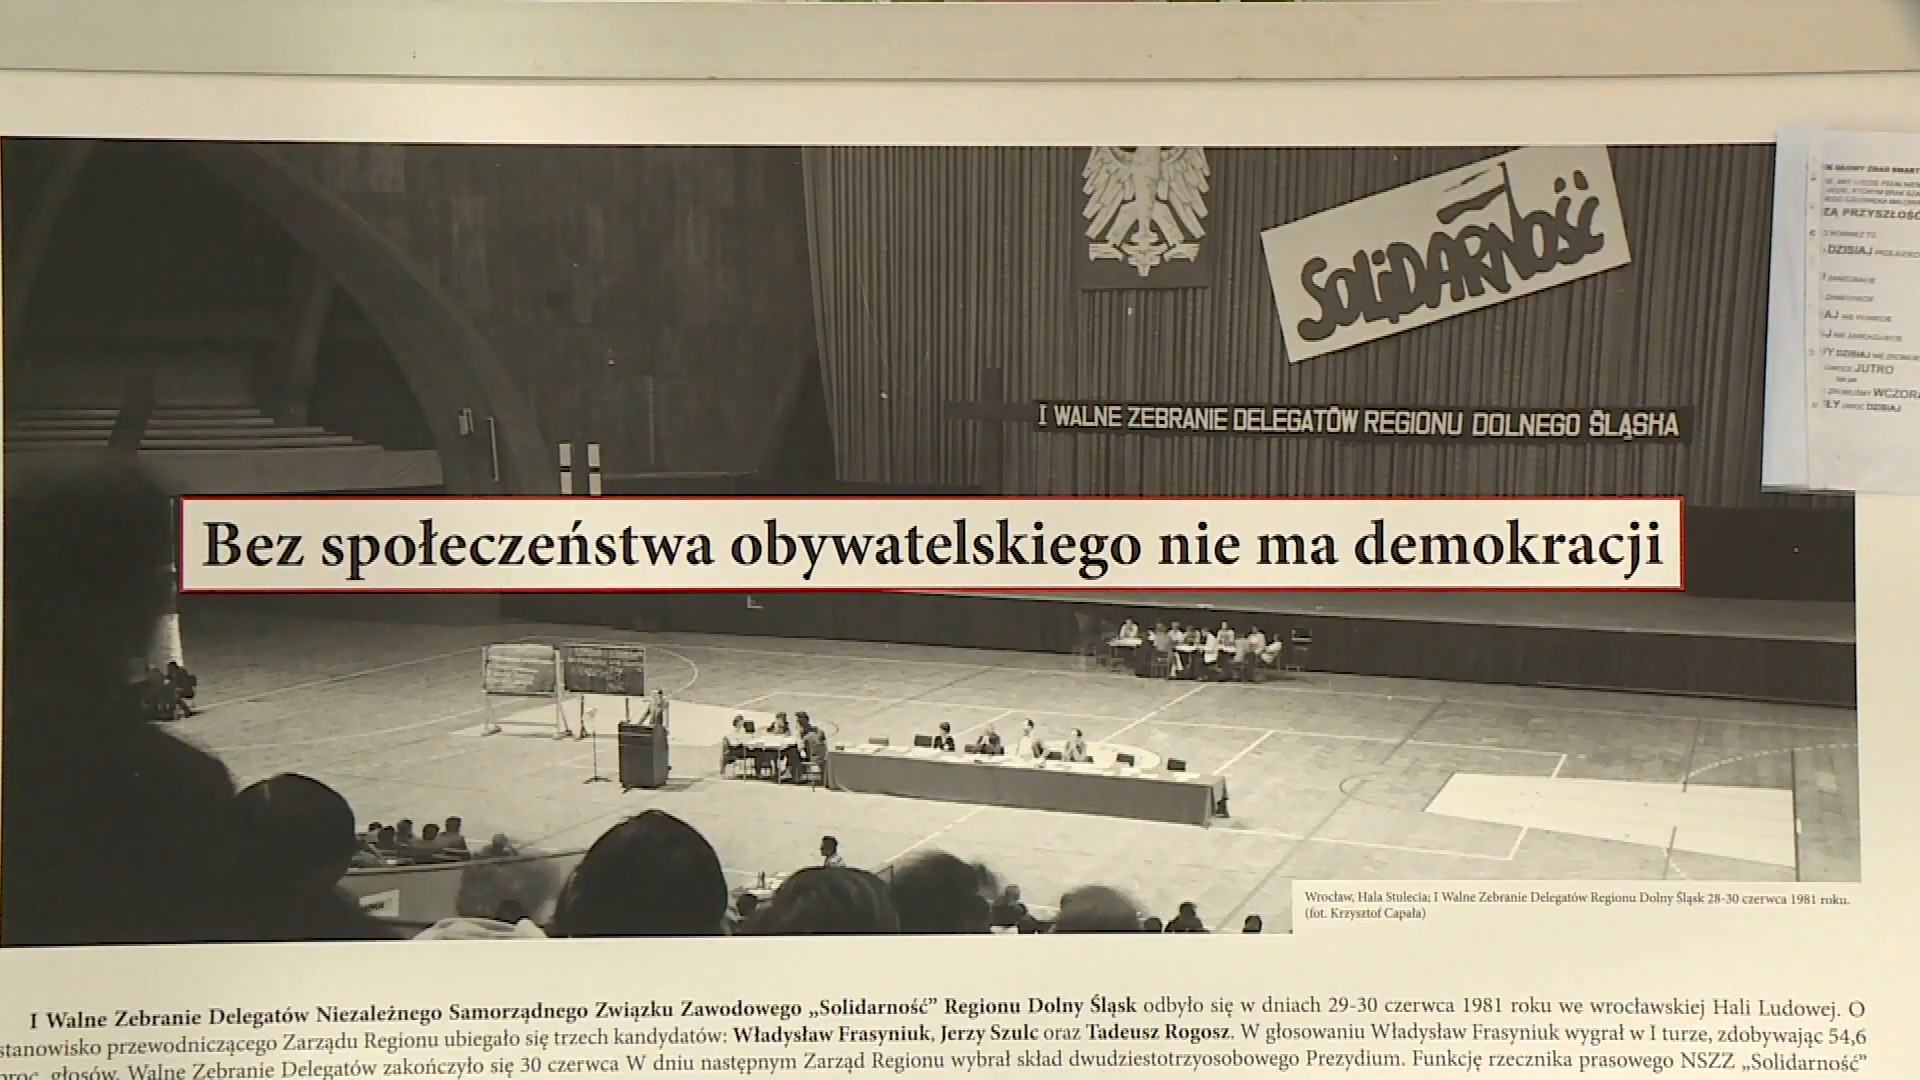 SOLIDARNOŚĆ
I WALNE ZEBRANIE DELEGATÓW REGIONU DOLNEGO ŚLĄSKA
ZĄ PRZYSZŁOŚĆ
DZISIAJ
JUTRO
DZISIAJ
Bez społeczeństwa obywatelskiego nie ma demokracji
Wrocław, Hala Stulecia; I Walne Zebranie Delegatów Regionu Dolny Śląsk 28-30 czerwca 1981 roku.
(fot. Krzysztof Capała)
I Walne Zebranie Delegatów Niezależnego Samorządnego Związku Zawodowego „Solidarność” Regionu Dolny Śląsk odbyło się w dniach 29-30 czerwca 1981 roku we wrocławskiej Hali Ludowej. O
stanowisko przewodniczącego Zarządu Regionu ubiegało się trzech kandydatów: Władysław Frasyniuk, Jerzy Szulc oraz Tadeusz Rogosz. W głosowaniu Władysław Frasyniuk wygrał w I turze, zdobywając 54,6
proc. głosów. Walne Zebranie Delegatów zakończyło się 30 czerwca W dniu następnym Zarząd Regionu wybrał skład dwudziestotrzyosobowego Prezydium. Funkcję rzecznika prasowego NSZZ „Solidarność”